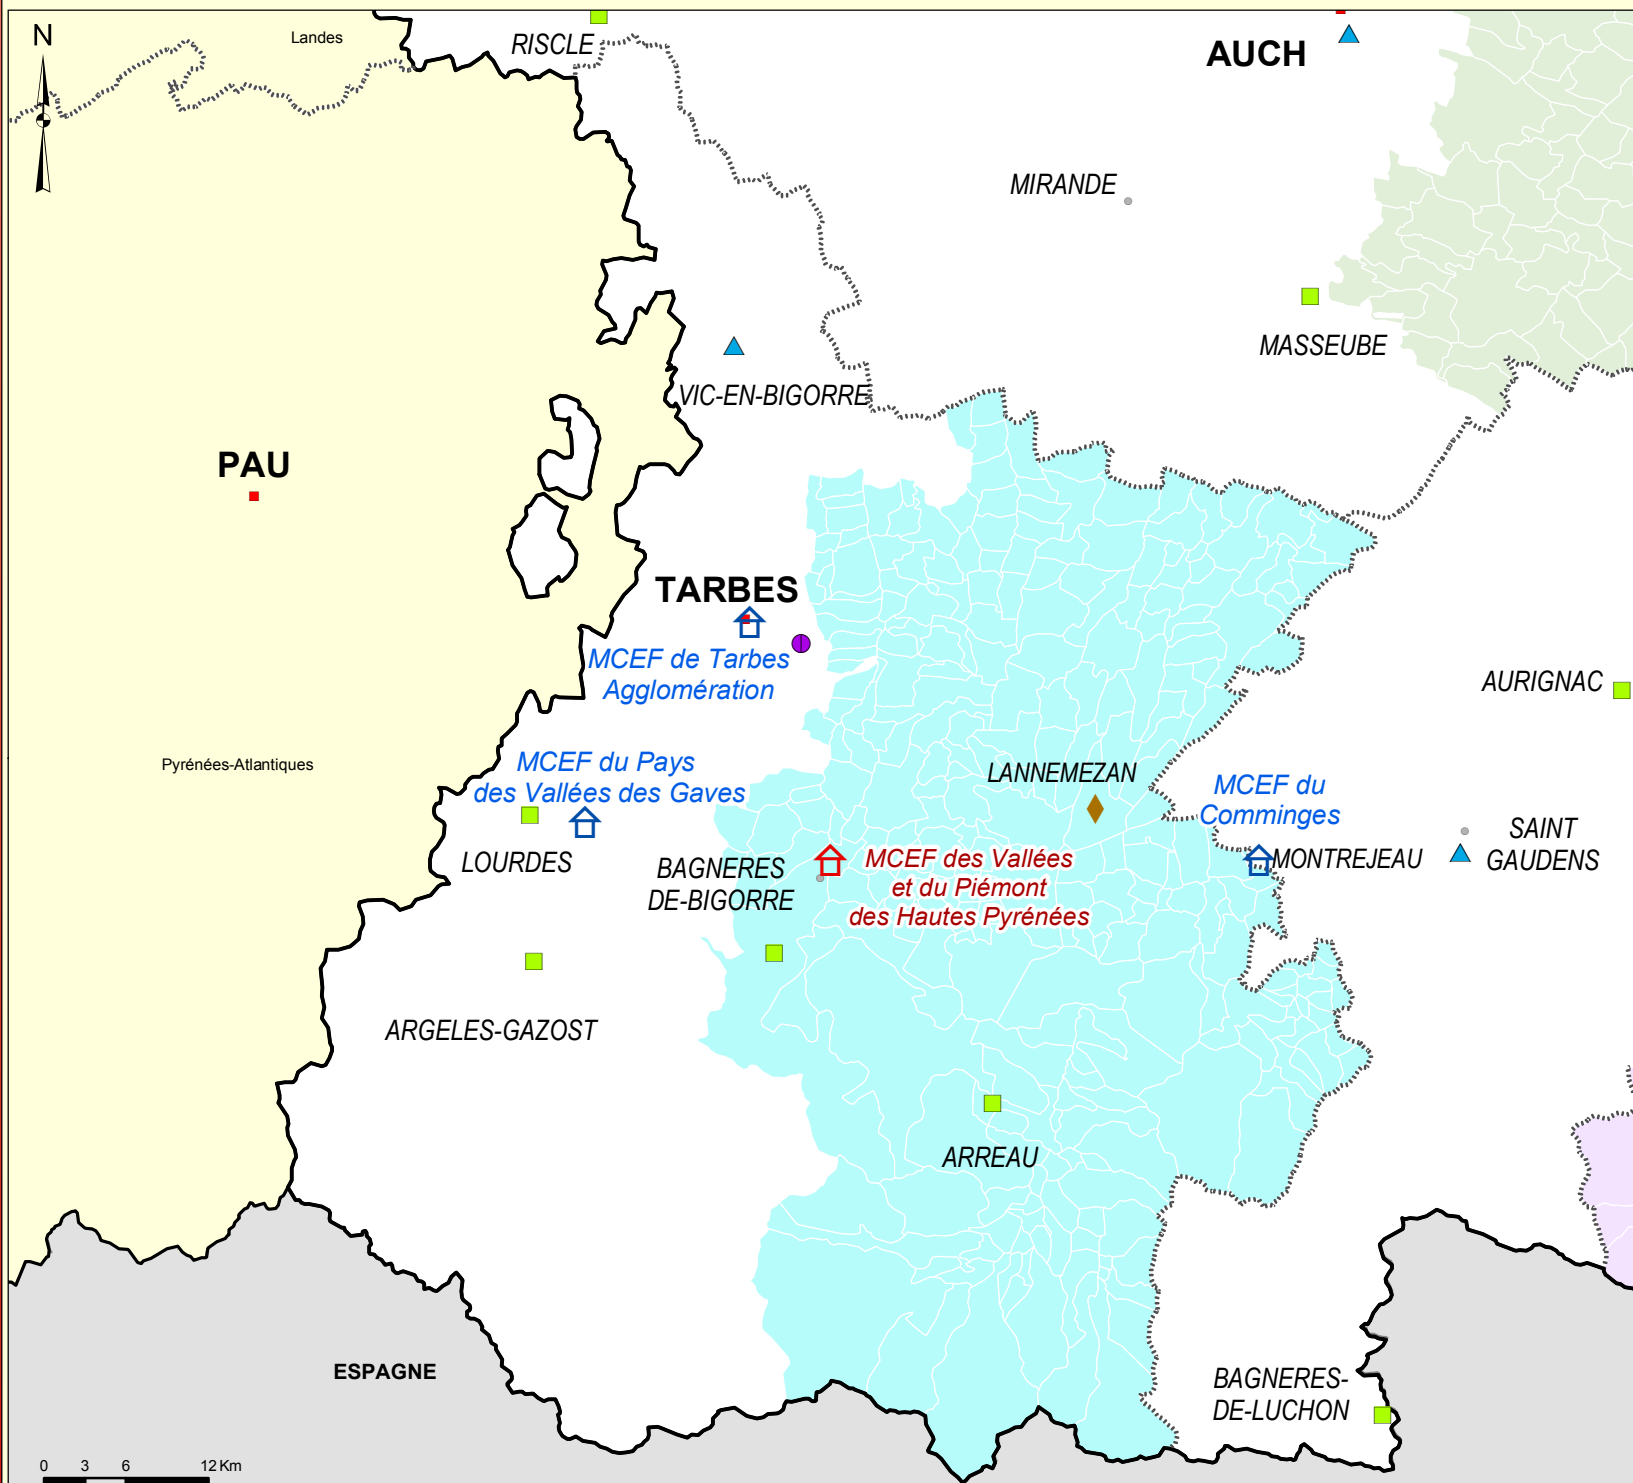 N
Landes
RISCLE
AUCH
MIRANDE
MASSEUBE
VIC-EN-BIGORRE
PAU
TARBES
MCEF de Tarbes
Agglomération
AURIGNAC
Pyrénées-Atlantiques
MCEF du Pays
des Vallées des Gaves
LANNEMEZAN
MCEF du
Comminges
LOURDES
BAGNERES
DE-BIGORRE
MCEF des Vallées
et du Piémont
des Hautes Pyrénées
MONTREJEAU
SAINT
GAUDENS
ARGELES-GAZOST
ARREAU
ESPAGNE
BAGNERES-
DE-LUCHON
0 3 6 12 Km